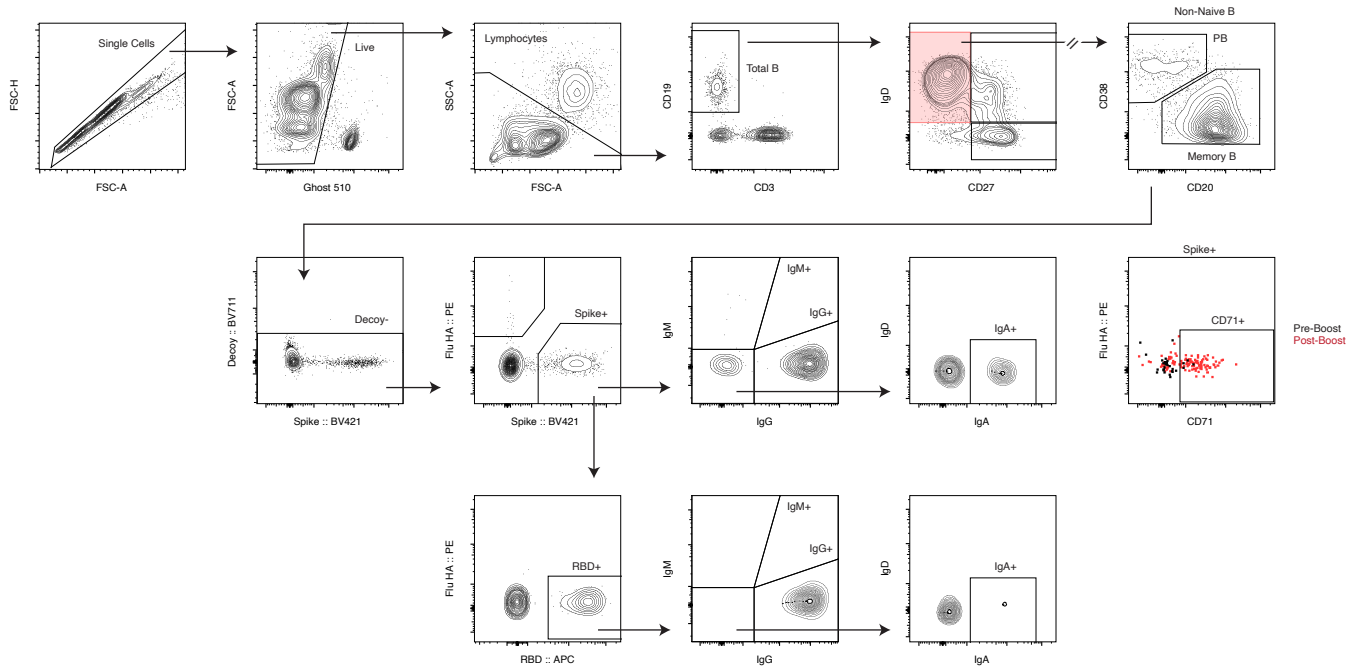 Non-Naive B
Single Cells
FSC-H
FSC-A
Live
FSC-A
Ghost 510
Lymphocytes
SSC-A
FSC-A
Total B
CD19
CD3
IgD
CD27
PB
CD38
Memory B
CD20
Decoy-
Decoy :: BV711
Spike :: BV421
Spike+
Flu HA :: PE
Spike :: BV421
IgM+
IgG+
IgM
IgG
IgA+
IgD
IgA
Spike+
CD71+
Flu HA :: PE
CD71
Pre-Boost
Post-Boost
RBD+
Flu HA :: PE
RBD :: APC
IgM+
IgG+
IgM
IgG
IgA+
IgD
IgA